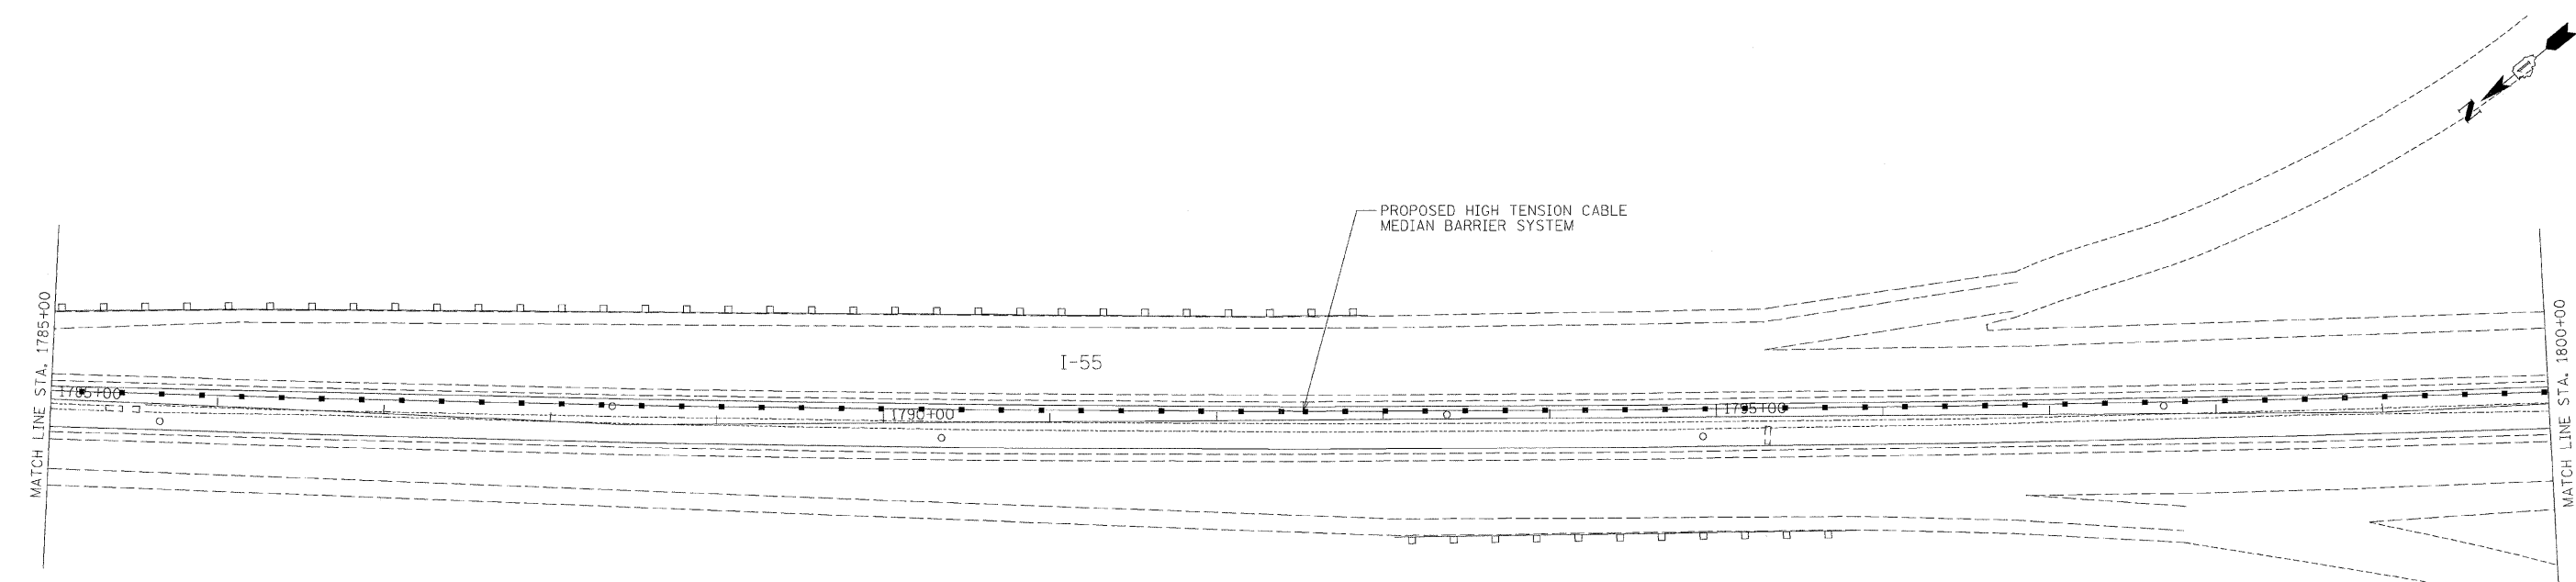 N
PROPOSED HIGH TENSION CABLE
MEDIAN BARRIER SYSTEM
I-55
MATCH LINE STA. 1785+00
1785+00
1790+00
1795+00
MATCH LINE STA. 1800+00